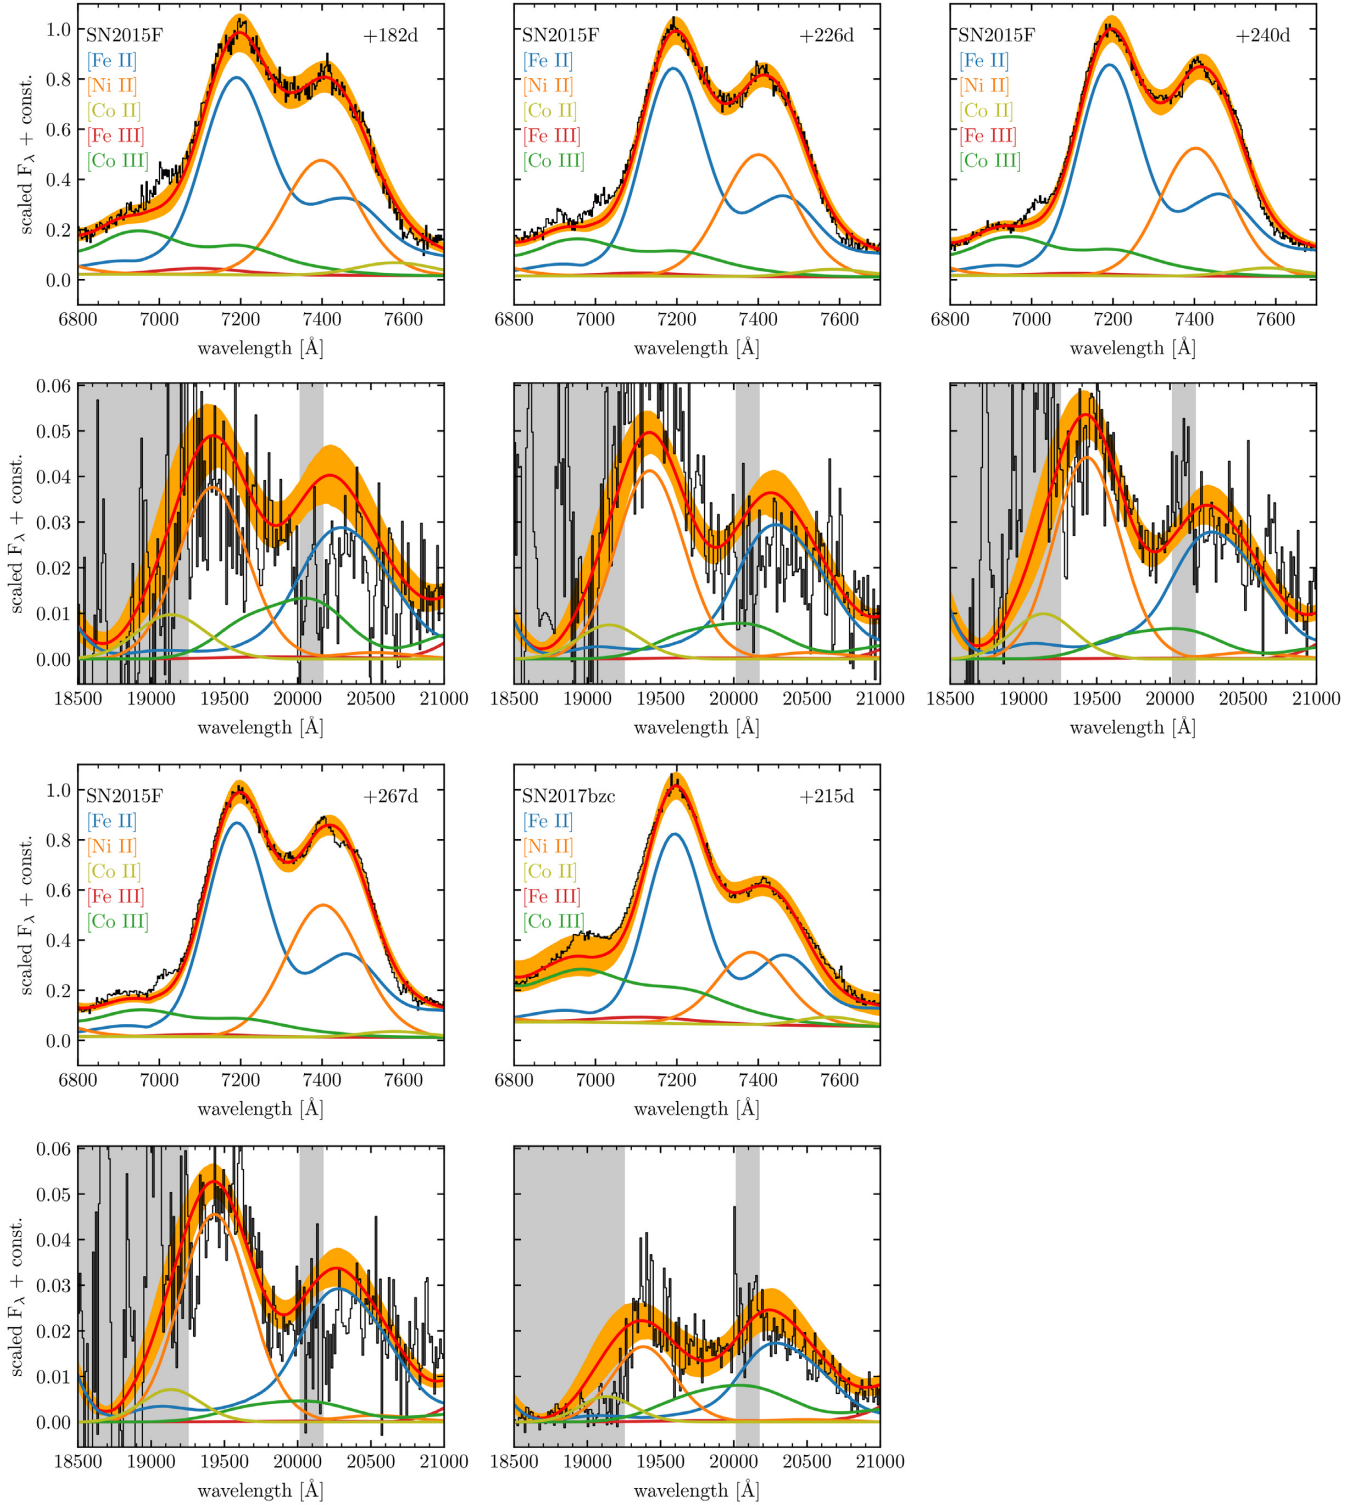 SN2015F +182d
[Fe II]
[Ni II]
[Co II]
[Fe III]
[Co III]
scaled Fλ + const.
1.0
0.8
0.6
0.4
0.2
0.0
6800 7000 7200 7400 7600
wavelength [Å]
SN2015F +226d
[Fe II]
[Ni II]
[Co II]
[Fe III]
[Co III]
6800 7000 7200 7400 7600
wavelength [Å]
SN2015F +240d
[Fe II]
[Ni II]
[Co II]
[Fe III]
[Co III]
6800 7000 7200 7400 7600
wavelength [Å]
scaled Fλ + const.
0.06
0.05
0.04
0.03
0.02
0.01
0.00
18500 19000 19500 20000 20500 21000
wavelength [Å]
18500 19000 19500 20000 20500 21000
wavelength [Å]
18500 19000 19500 20000 20500 21000
wavelength [Å]
SN2015F +267d
[Fe II]
[Ni II]
[Co II]
[Fe III]
[Co III]
scaled Fλ + const.
1.0
0.8
0.6
0.4
0.2
0.0
6800 7000 7200 7400 7600
wavelength [Å]
SN2017bzc +215d
[Fe II]
[Ni II]
[Co II]
[Fe III]
[Co III]
6800 7000 7200 7400 7600
wavelength [Å]
scaled Fλ + const.
0.06
0.05
0.04
0.03
0.02
0.01
0.00
18500 19000 19500 20000 20500 21000
wavelength [Å]
18500 19000 19500 20000 20500 21000
wavelength [Å]